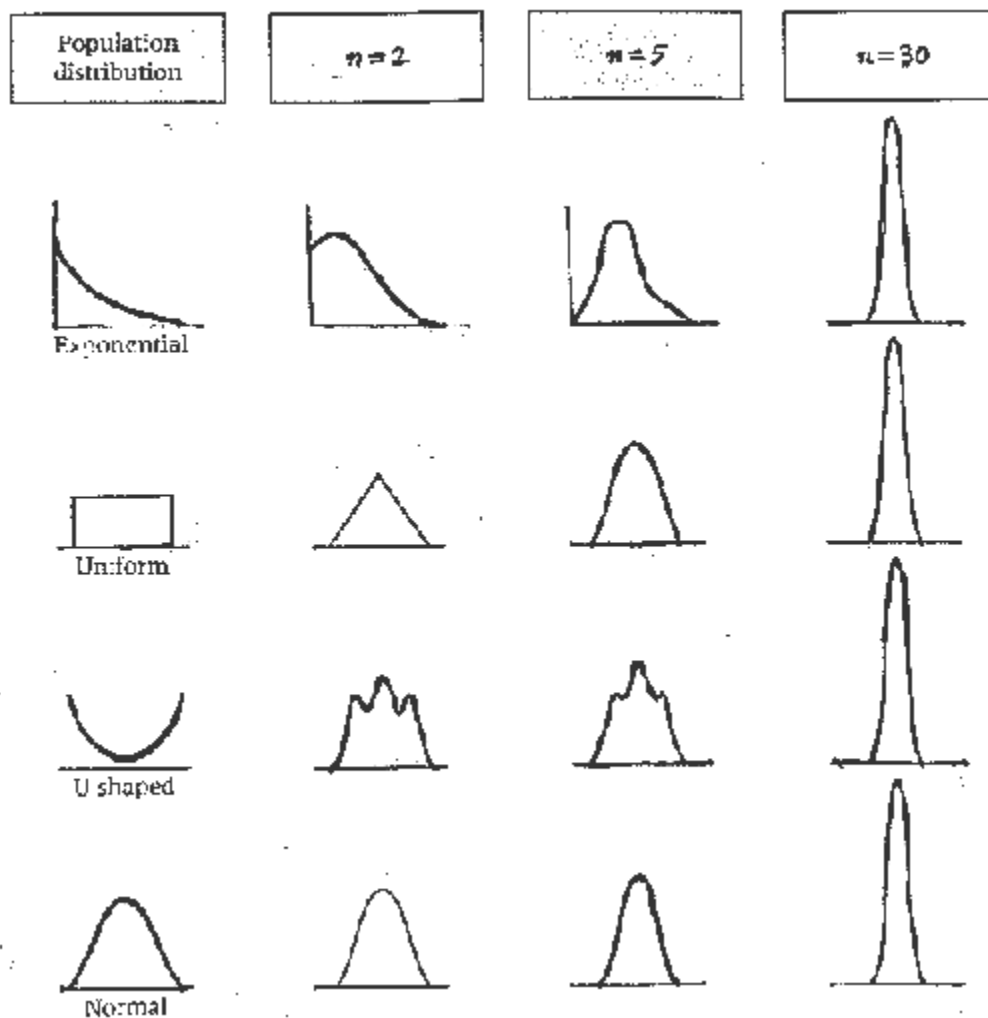 Population
distribution
n = 2
n = 5
n = 30
Exponential
Uniform
U shaped
Normal